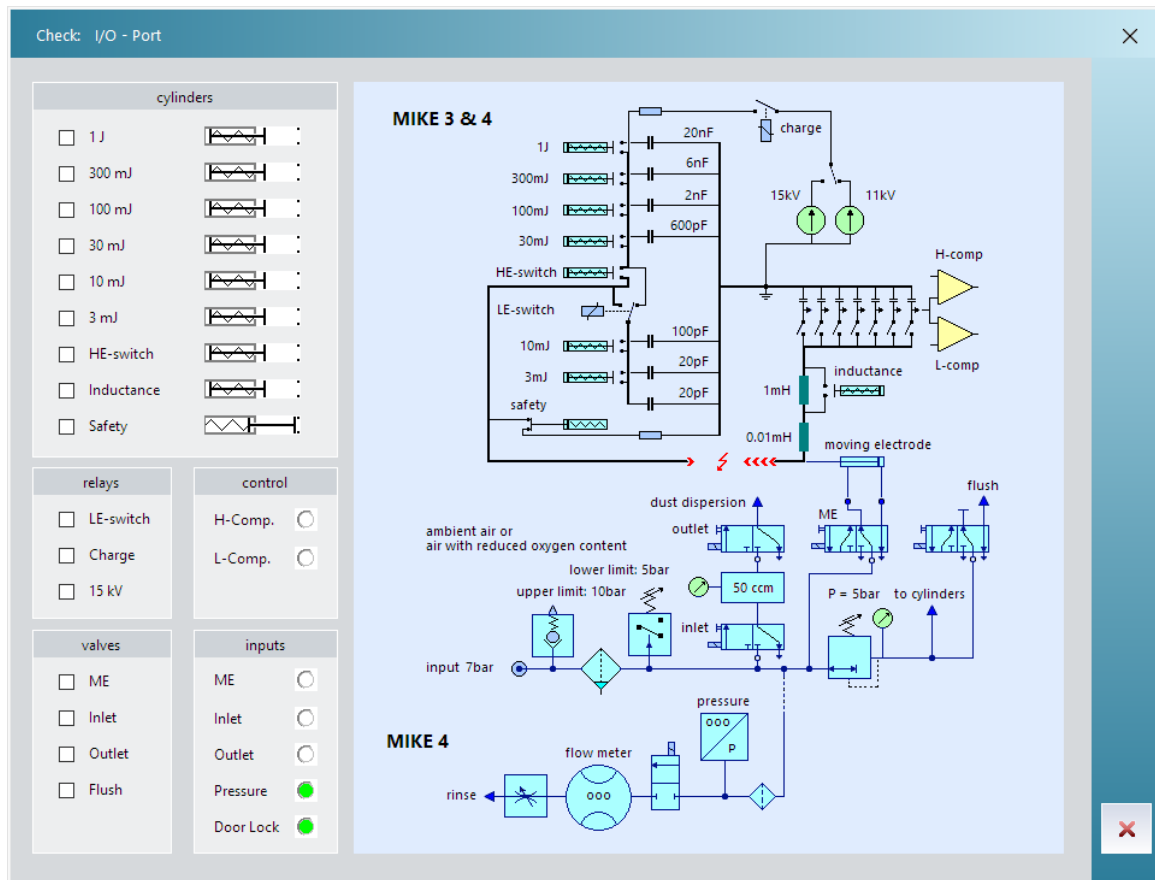 Check: I/O - Port
cylinders
1 J
300 mJ
100 mJ
30 mJ
10 mJ
3 mJ
HE-switch
Inductance
Safety
relays
LE-switch
Charge
15 kV
control
H-Comp.
L-Comp.
valves
ME
Inlet
Outlet
Flush
inputs
ME
Inlet
Outlet
Pressure
Door Lock
MIKE 3 & 4
20nF
charge
1J
6nF
300mJ
2nF
15kV
11kV
100mJ
600pF
30mJ
H-comp
HE-switch
LE-switch
100pF
10mJ
20pF
L-comp
3mJ
inductance
1mH
20pF
safety
0.01mH
moving electrode
flush
dust dispersion
ME
outlet
ambient air or
air with reduced oxygen content
lower limit: 5bar
50 ccm
upper limit: 10bar
P = 5bar
to cylinders
inlet
input 7bar
pressure
ooo
P
MIKE 4
flow meter
ooo
rinse